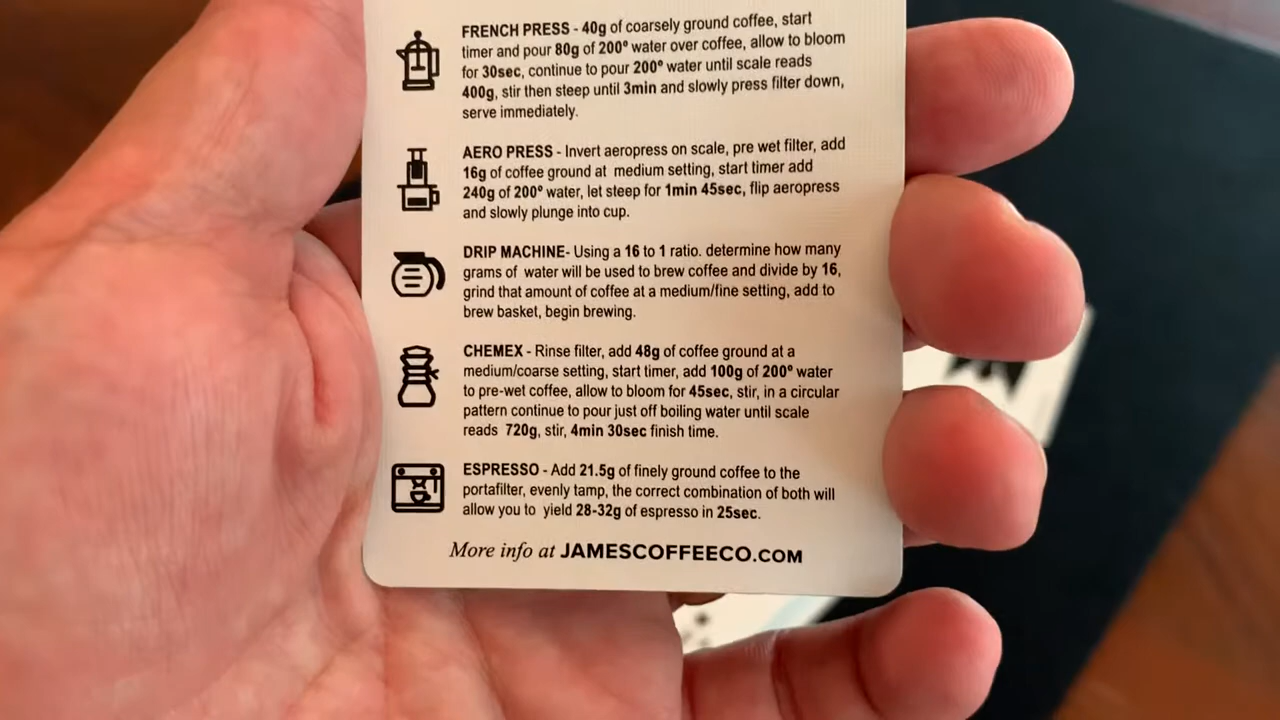 FRENCH PRESS - 40g of coarsely ground coffee, start
timer and pour 80g of 200º water over coffee, allow to bloom
for 30sec, continue to pour 200º water until scale reads
400g, stir then steep until 3min and slowly press filter down,
serve immediately.
AERO PRESS - Invert aeropress on scale, pre wet filter, add
16g of coffee ground at medium setting, start timer add
240g of 200º water, let steep for 1min 45sec, flip aeropress
and slowly plunge into cup.
DRIP MACHINE- Using a 16 to 1 ratio. determine how many
grams of water will be used to brew coffee and divide by 16,
grind that amount of coffee at a medium/fine setting, add to
brew basket, begin brewing.
CHEMEX - Rinse filter, add 48g of coffee ground at a
medium/coarse setting, start timer, add 100g of 200º water
to pre-wet coffee, allow to bloom for 45sec, stir, in a circular
pattern continue to pour just off boiling water until scale
reads 720g, stir, 4min 30sec finish time.
ESPRESSO - Add 21.5g of finely ground coffee to the
portafilter, evenly tamp, the correct combination of both will
allow you to yield 28-32g of espresso in 25sec.
More info at JAMESCOFFEECO.COM